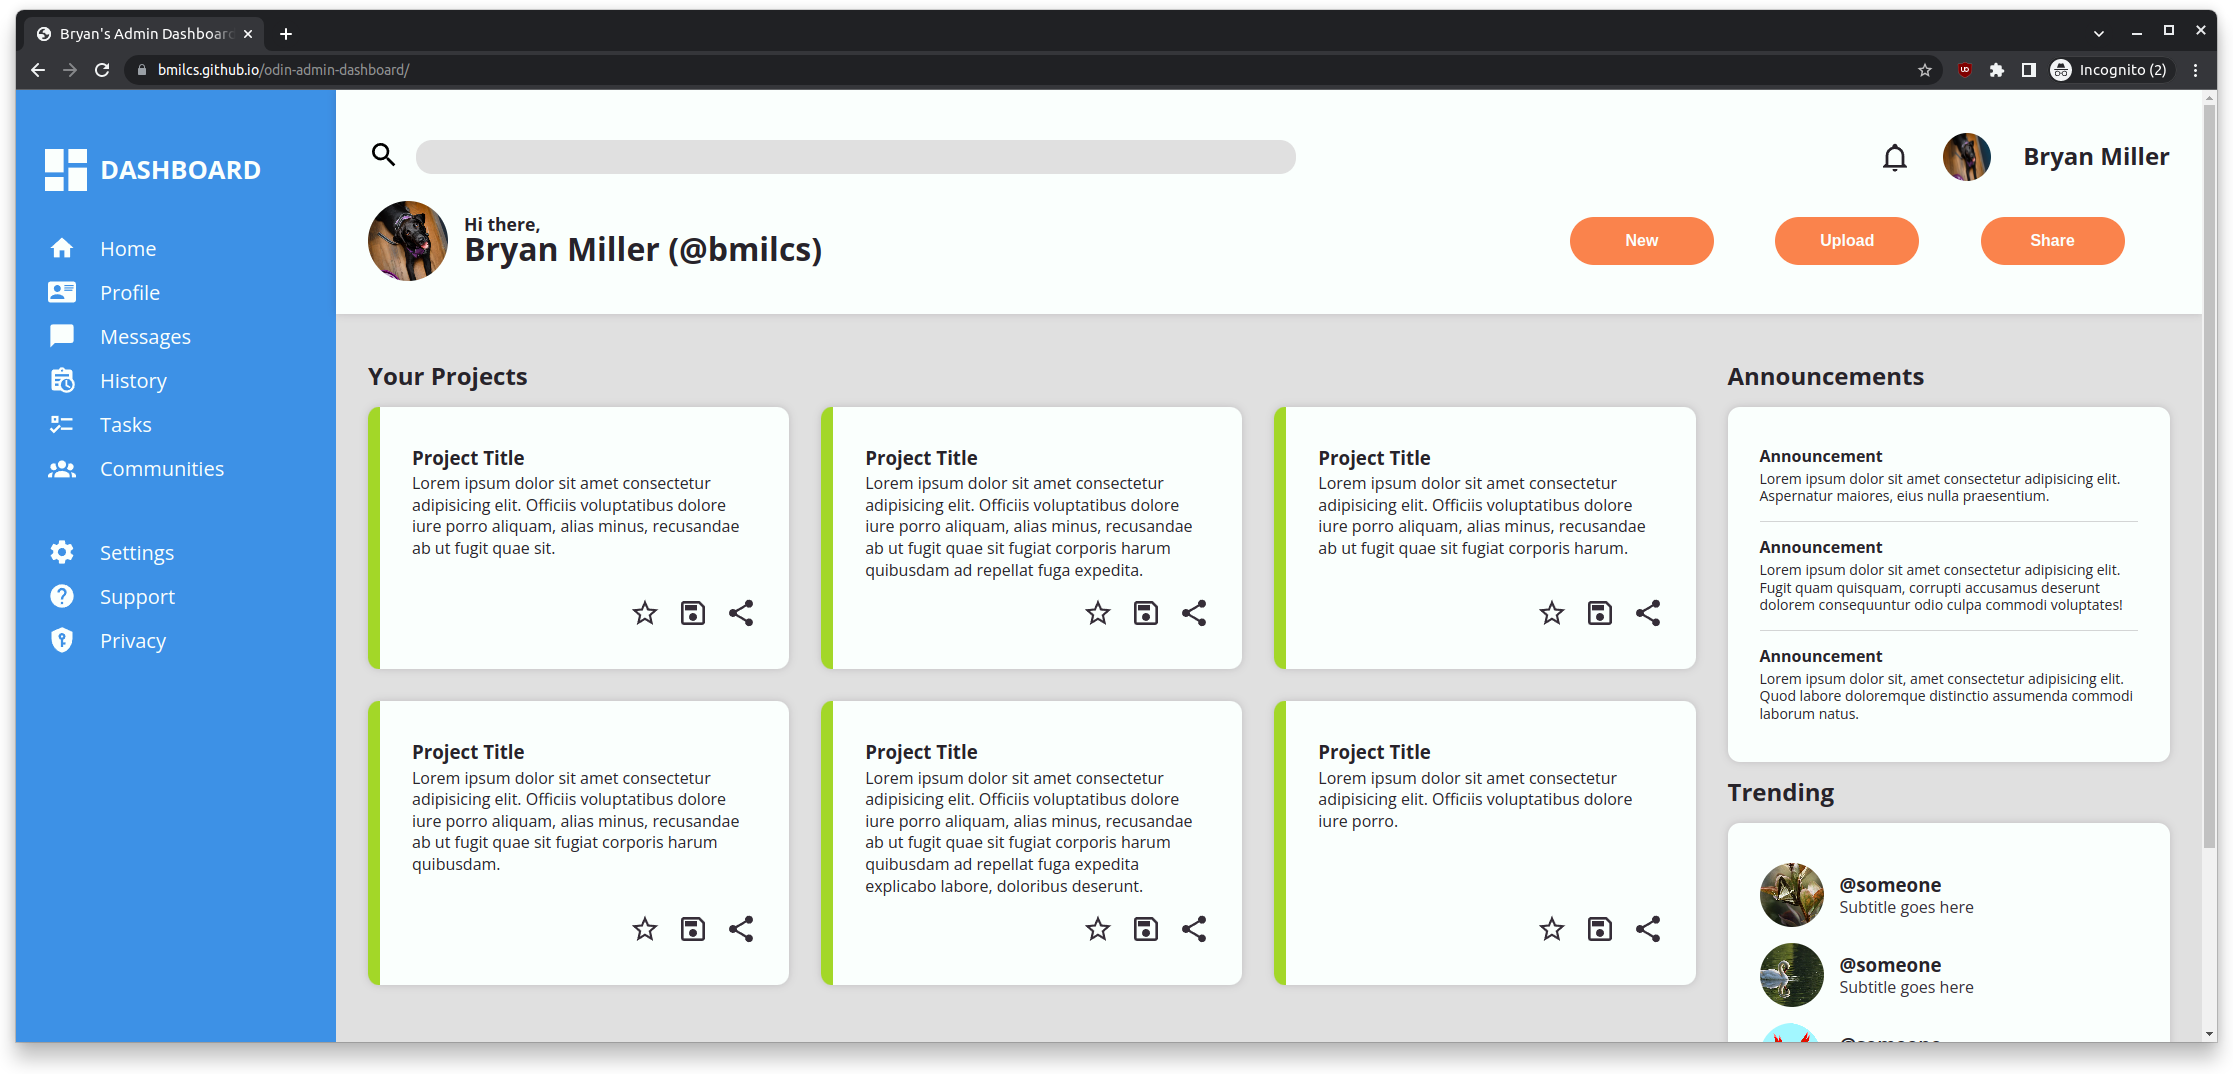 Bryan's Admin Dashboard
bmilcs.github.io/odin-admin-dashboard/
Incognito (2)
DASHBOARD
Home
Profile
Messages
History
Tasks
Communities
Settings
Support
Privacy
Bryan Miller
Hi there,
Bryan Miller (@bmilcs)
New
Upload
Share
Your Projects
Project Title
Lorem ipsum dolor sit amet consectetur
adipisicing elit. Officiis voluptatibus dolore
iure porro aliquam, alias minus, recusandae
ab ut fugit quae sit.
Project Title
Lorem ipsum dolor sit amet consectetur
adipisicing elit. Officiis voluptatibus dolore
iure porro aliquam, alias minus, recusandae
ab ut fugit quae sit fugiat corporis harum
quibusdam ad repellat fuga expedita.
Project Title
Lorem ipsum dolor sit amet consectetur
adipisicing elit. Officiis voluptatibus dolore
iure porro aliquam, alias minus, recusandae
ab ut fugit quae sit fugiat corporis harum.
Project Title
Lorem ipsum dolor sit amet consectetur
adipisicing elit. Officiis voluptatibus dolore
iure porro aliquam, alias minus, recusandae
ab ut fugit quae sit fugiat corporis harum
quibusdam.
Project Title
Lorem ipsum dolor sit amet consectetur
adipisicing elit. Officiis voluptatibus dolore
iure porro aliquam, alias minus, recusandae
ab ut fugit quae sit fugiat corporis harum
quibusdam ad repellat fuga expedita
explicabo labore, doloribus deserunt.
Project Title
Lorem ipsum dolor sit amet consectetur
adipisicing elit. Officiis voluptatibus dolore
iure porro.
Announcements
Announcement
Lorem ipsum dolor sit amet consectetur adipisicing elit.
Aspernatur maiores, eius nulla praesentium.
Announcement
Lorem ipsum dolor sit amet consectetur adipisicing elit.
Fugit quam quisquam, corrupti accusamus deserunt
dolorem consequuntur odio culpa commodi voluptates!
Announcement
Lorem ipsum dolor sit, amet consectetur adipisicing elit.
Quod labore doloremque distinctio assumenda commodi
laborum natus.
Trending
@someone
Subtitle goes here
@someone
Subtitle goes here